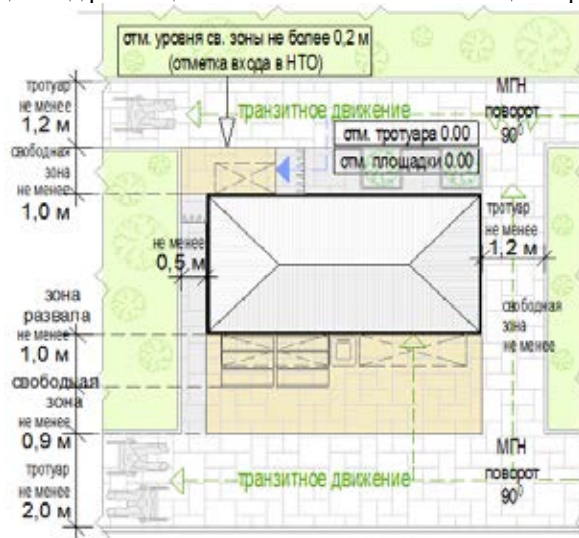 отм. уровня св. зоны не более 0,2 м
(отметка входа в НТО)
тротуар
не менее
1,2 м
транзитное движение
МГН
поворот
90⁰
отм. тротуара 0.00
отм. площадки 0.00
свободная
зона
не менее
1,0 м
тротуар
не менее
1,2 м
не менее
0,5 м
зона
развала
не менее
1,0 м
свободная
зона
не менее
свободная
зона
не менее
0,9 м
тротуар
не менее
2,0 м
транзитное движение
МГН
поворот
90⁰